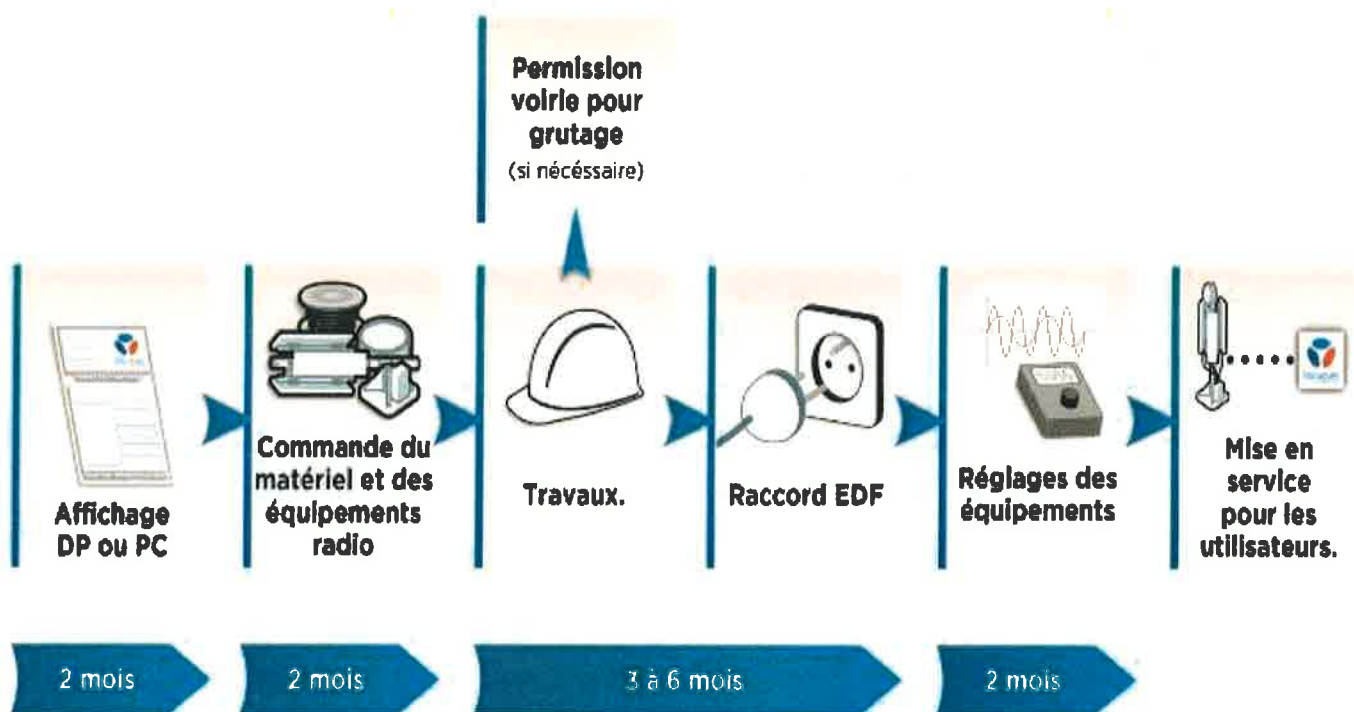 Permission
voirie pour
grutage
(si nécéssaire)
Affichage
DP ou PC
Commande du
matériel et des
équipements
radio
Travaux.
Raccord EDF
Réglages des
équipements
Mise en
service
pour les
utilisateurs.
2 mois
2 mois
3 à 6 mois
2 mois